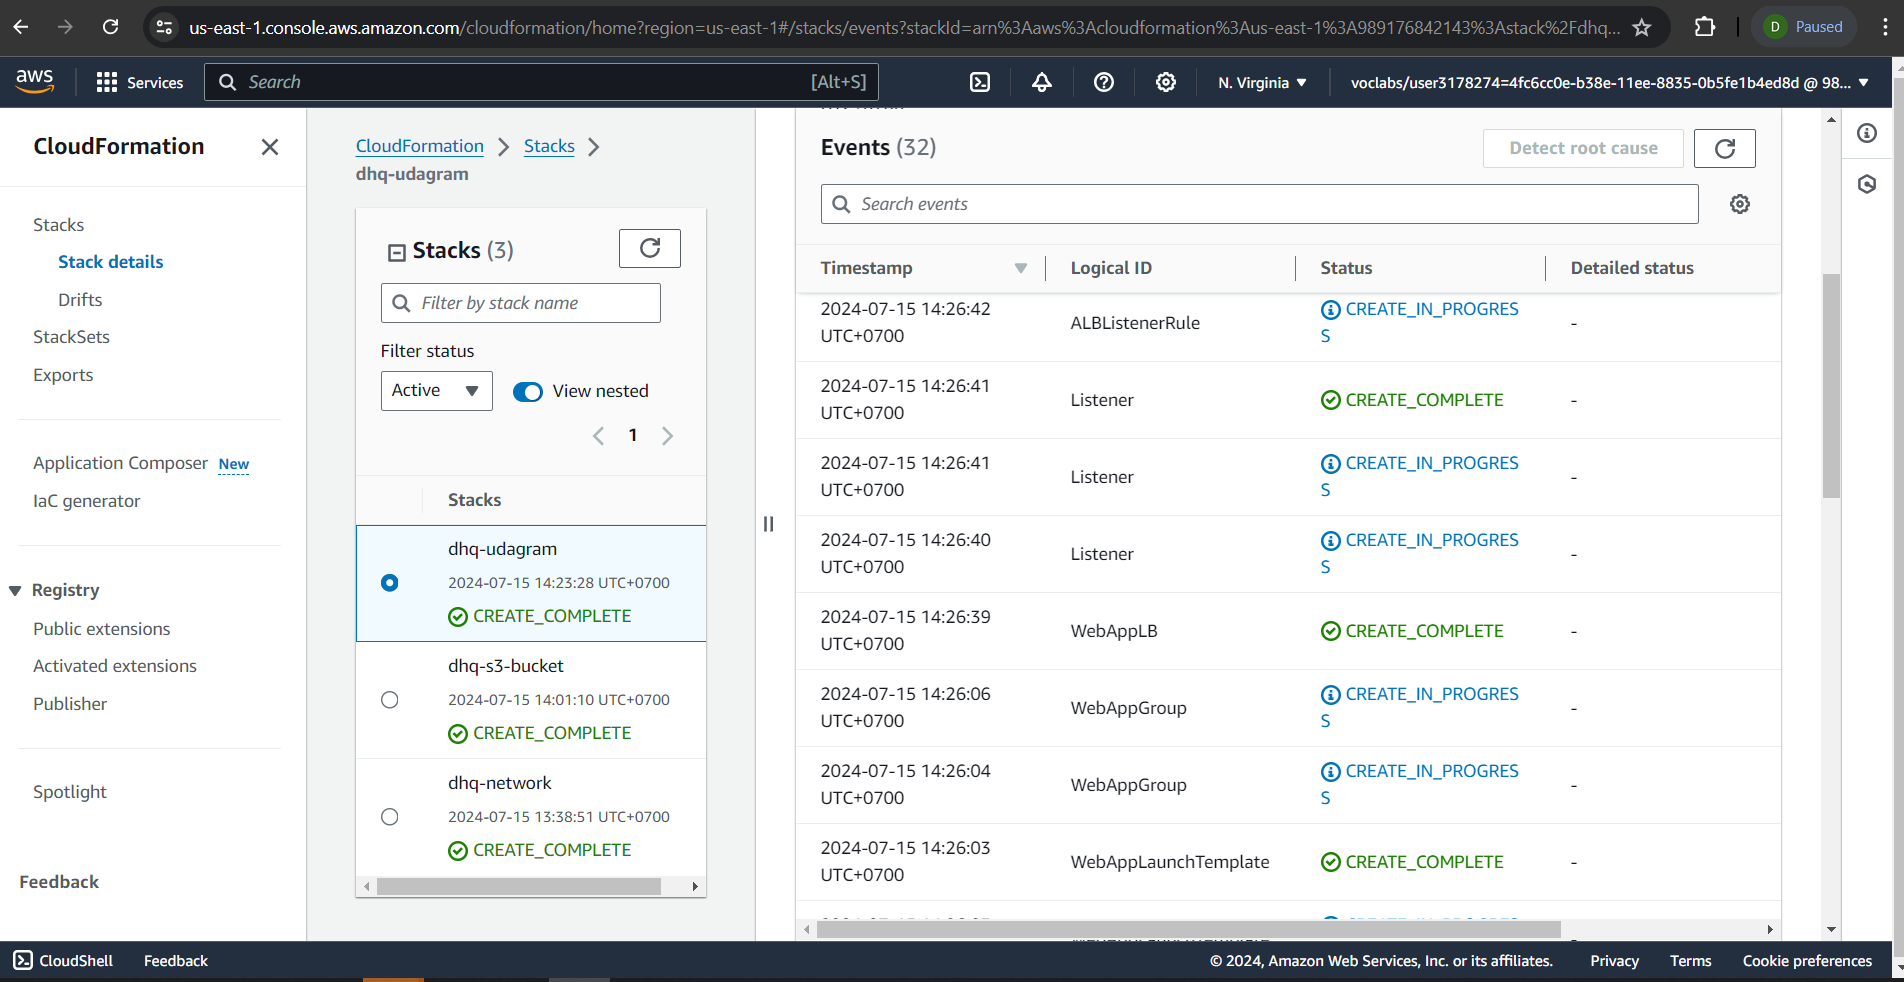 us-east-1.console.aws.amazon.com/cloudformation/home?region=us-east-1#/stacks/events?stackId=arn%3Aaws%3Acloudformation%3Aus-east-1%3A989176842143%3Astack%2Fdhq...
D Paused
aws
Services
Search [Alt+S]
N. Virginia
voclabs/user3178274=4fc6cc0e-b38e-11ee-8835-0b5fe1b4ed8d @ 98...
CloudFormation
Stacks
Stack details
Drifts
StackSets
Exports
Application Composer New
IaC generator
Registry
Public extensions
Activated extensions
Publisher
Spotlight
Feedback
CloudFormation
Stacks
dhq-udagram
Stacks (3)
Filter by stack name
Filter status
Active
View nested
1
Stacks
dhq-udagram
2024-07-15 14:23:28 UTC+0700
CREATE_COMPLETE
dhq-s3-bucket
2024-07-15 14:01:10 UTC+0700
CREATE_COMPLETE
dhq-network
2024-07-15 13:38:51 UTC+0700
CREATE_COMPLETE
Events (32)
Detect root cause
Search events
Timestamp Logical ID Status Detailed status
2024-07-15 14:26:42
UTC+0700
ALBListenerRule
CREATE_IN_PROGRES
S
-
2024-07-15 14:26:41
UTC+0700
Listener
CREATE_COMPLETE
-
2024-07-15 14:26:41
UTC+0700
Listener
CREATE_IN_PROGRES
S
-
2024-07-15 14:26:40
UTC+0700
Listener
CREATE_IN_PROGRES
S
-
2024-07-15 14:26:39
UTC+0700
WebAppLB
CREATE_COMPLETE
-
2024-07-15 14:26:06
UTC+0700
WebAppGroup
CREATE_IN_PROGRES
S
-
2024-07-15 14:26:04
UTC+0700
WebAppGroup
CREATE_IN_PROGRES
S
-
2024-07-15 14:26:03
UTC+0700
WebAppLaunchTemplate
CREATE_COMPLETE
-
CloudShell
Feedback
© 2024, Amazon Web Services, Inc. or its affiliates.
Privacy
Terms
Cookie preferences